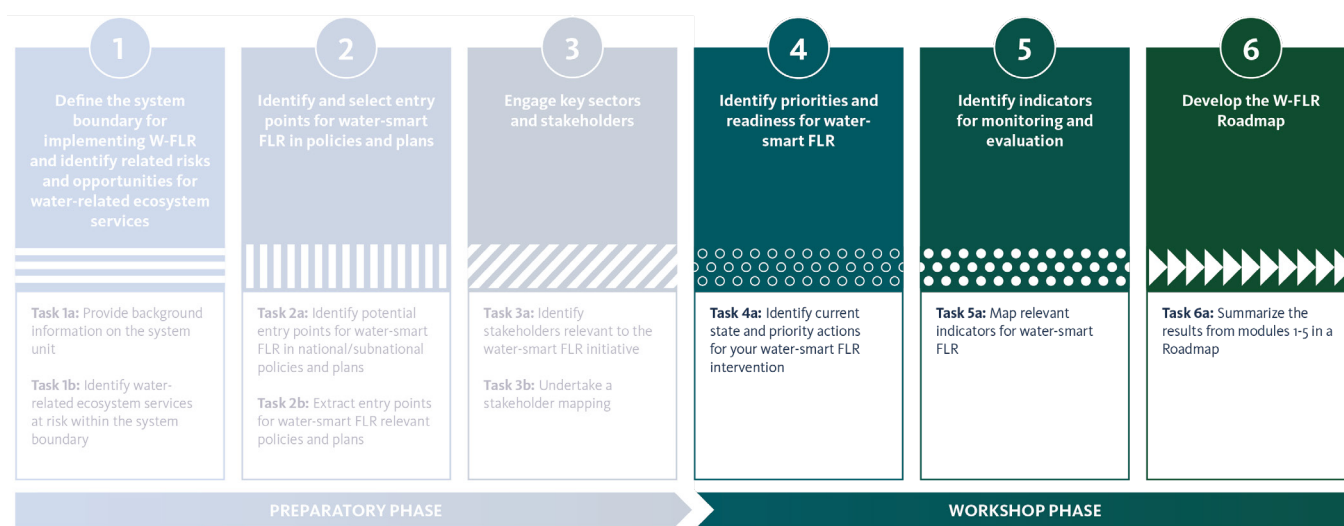 1
Define the system
boundary for
implementing W-FLR
and identify related risks
and opportunities for
water-related ecosystem
services
Task 1a: Provide background
information on the system
unit
Task 1b: Identify water-
related ecosystem services
at risk within the system
boundary
2
Identify and select entry
points for water-smart
FLR in policies and plans
Task 2a: Identify potential
entry points for water-smart
FLR in national/subnational
policies and plans
Task 2b: Extract entry points
for water-smart FLR relevant
policies and plans
3
Engage key sectors
and stakeholders
Task 3a: Identify
stakeholders relevant to the
water-smart FLR initiative
Task 3b: Undertake a
stakeholder mapping
4
Identify priorities and
readiness for water-
smart FLR
Task 4a: Identify current
state and priority actions
for your water-smart FLR
intervention
5
Identify indicators
for monitoring and
evaluation
Task 5a: Map relevant
indicators for water-smart
FLR
6
Develop the W-FLR
Roadmap
Task 6a: Summarize the
results from modules 1-5 in a
Roadmap
PREPARATORY PHASE
WORKSHOP PHASE